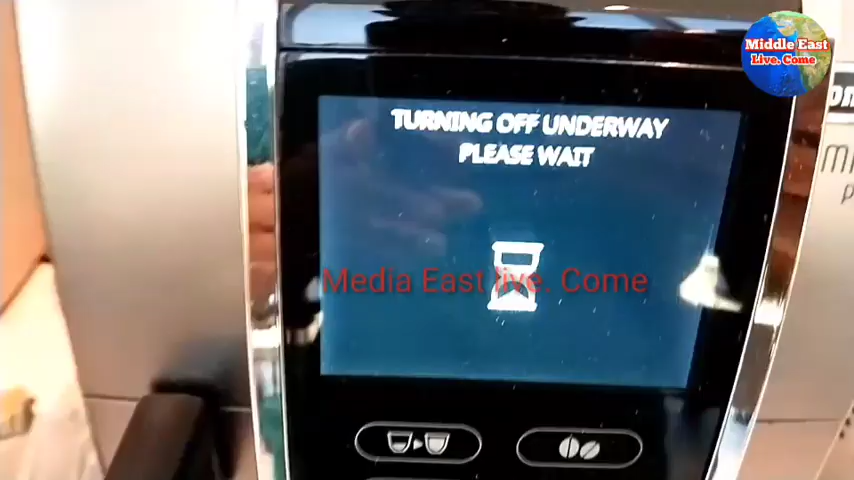 Middle East
Live. Come
TURNING OFF UNDERWAY
PLEASE WAIT
Media East live. Come